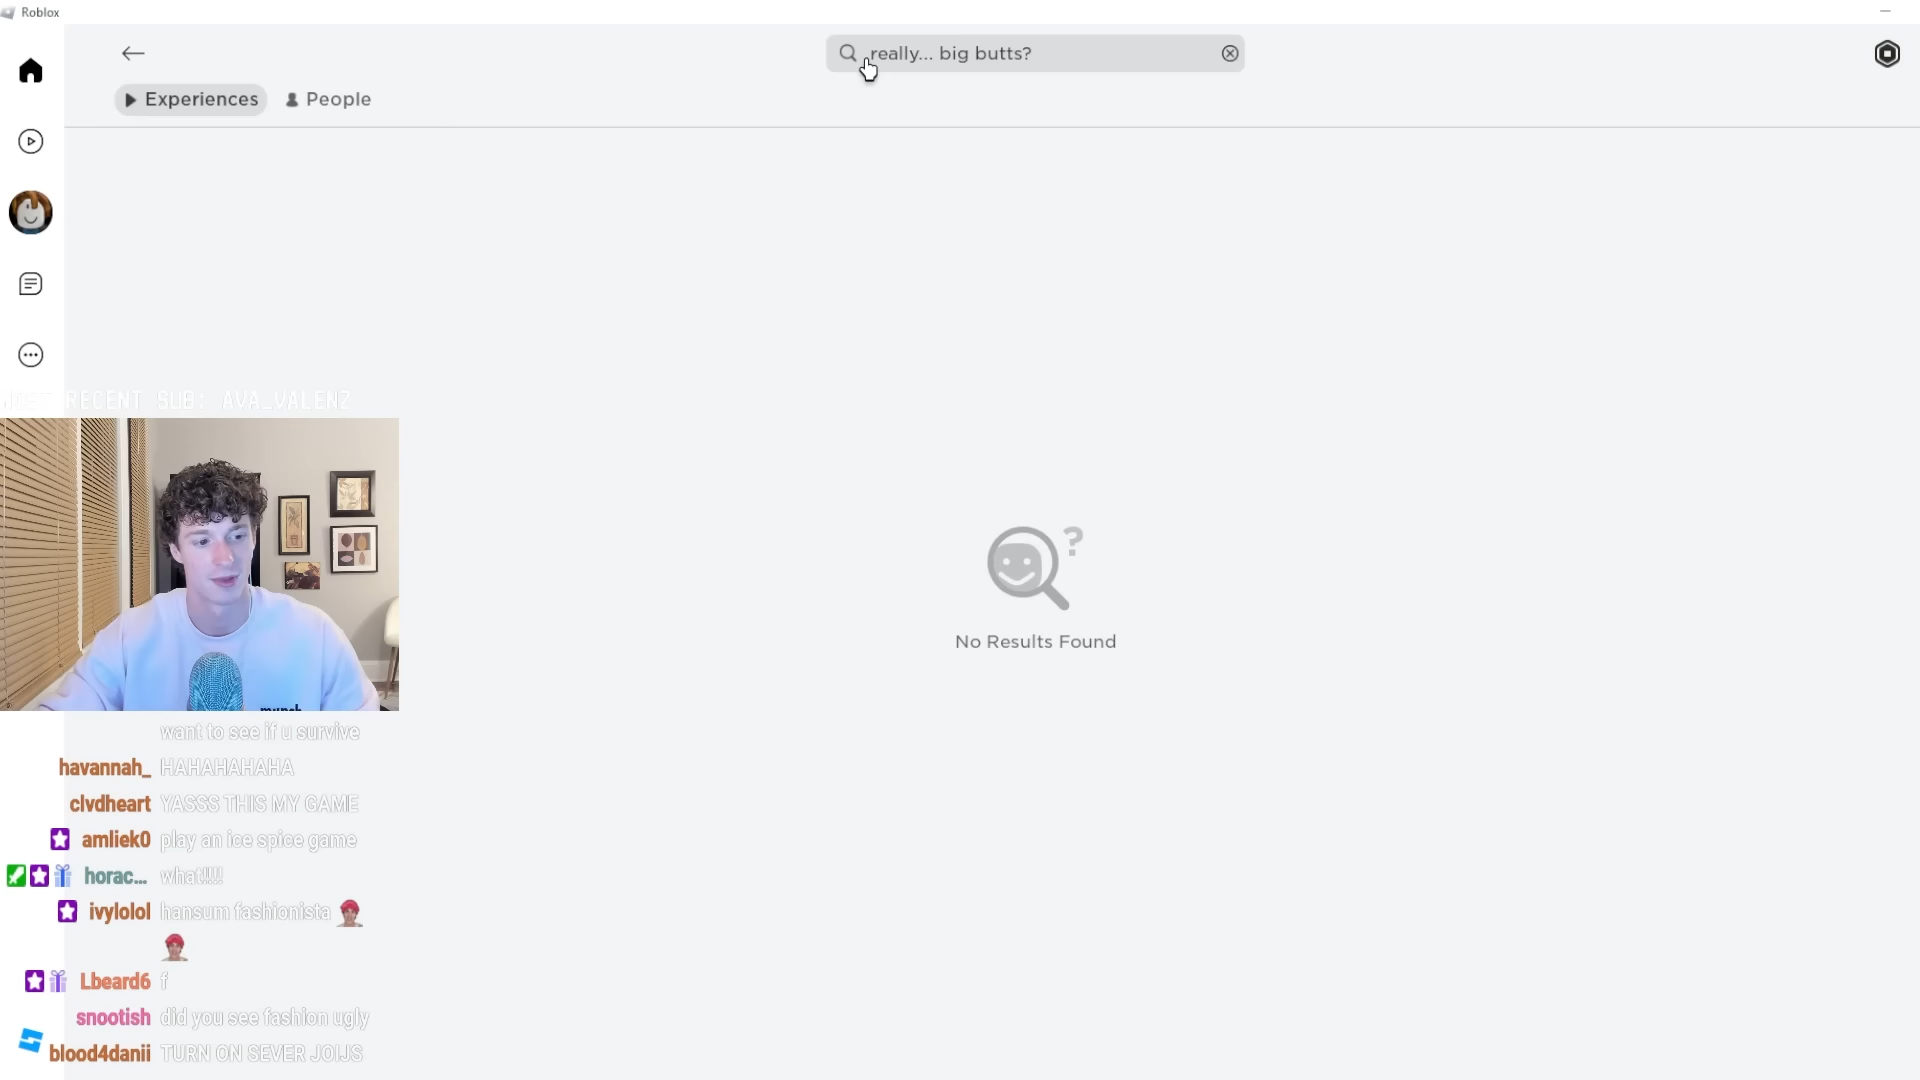 Roblox
really... big butts?
Experiences
People
RECENT SUB: AVA_VALENZ
?
No Results Found
munch
want to see if u survive
havannah_ HAHAHAHAHA
clvdheart YASSS THIS MY GAME
amliek0 play an ice spice game
horac... what!!!!
ivylolol hansum fashionista
Lbeard6 f
snootish did you see fashion ugly
blood4danii TURN ON SEVER JOIJS